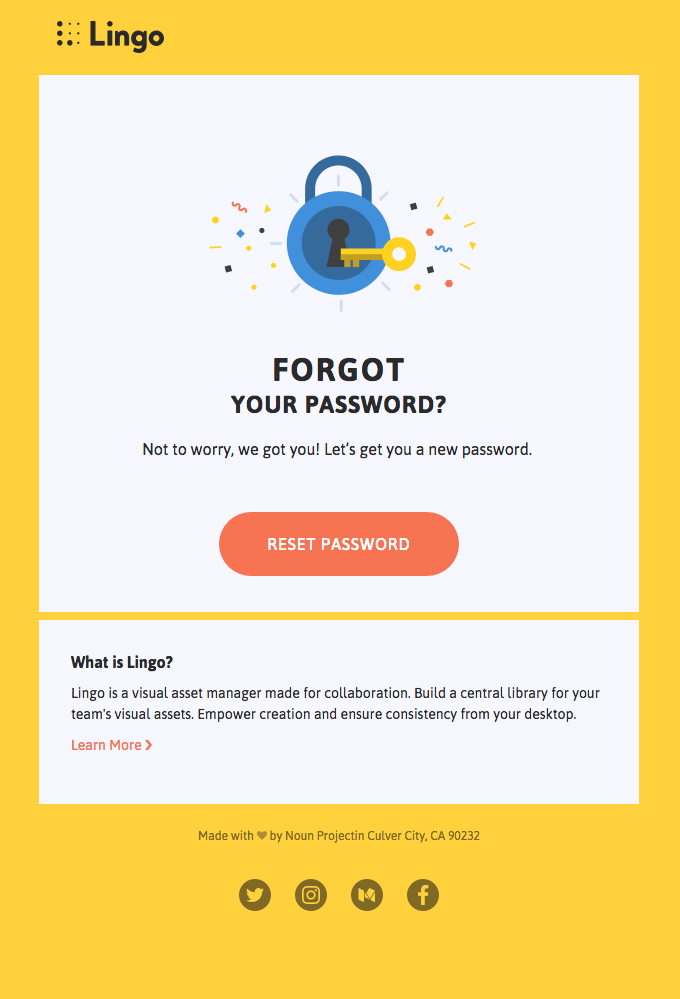 Lingo
FORGOT
YOUR PASSWORD?
Not to worry, we got you! Let’s get you a new password.
RESET PASSWORD
What is Lingo?
Lingo is a visual asset manager made for collaboration. Build a central library for your
team's visual assets. Empower creation and ensure consistency from your desktop.
Learn More ❯
Made with ❤ by Noun Projectin Culver City, CA 90232